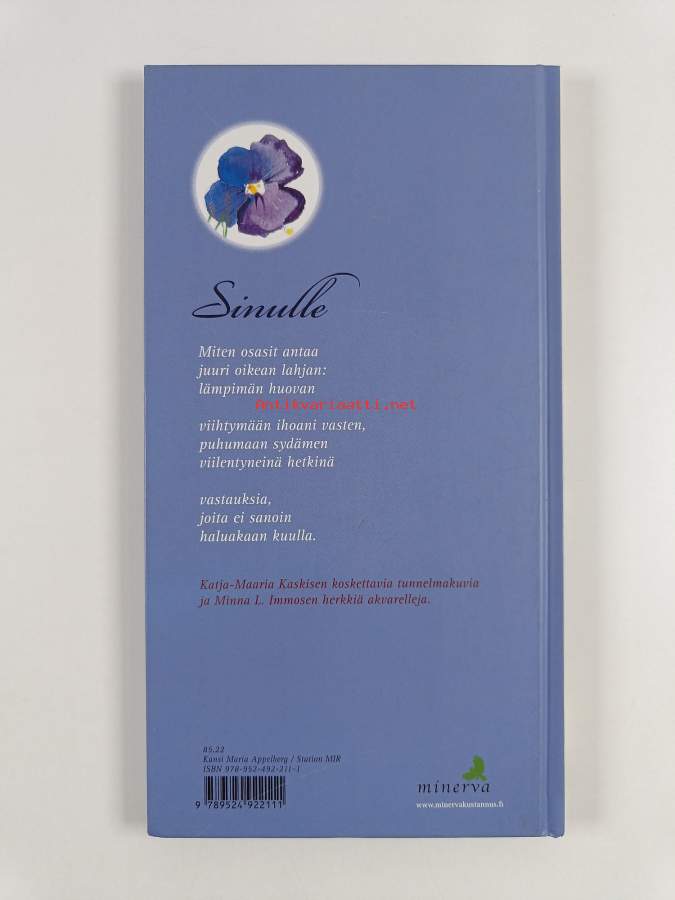 Sinulle
Miten osasit antaa
juuri oikean lahjan:
lämpimän huovan
Antikvariaatti.net
viihtymään ihoani vasten,
puhumaan sydämen
viilentyneinä hetkinä
vastauksia,
joita ei sanoin
haluakaan kuulla.
Katja-Maaria Kaskisen koskettavia tunnelmakuvia
ja Minna L. Immosen herkkiä akvarelleja.
85.22
Kansi Maria Appelberg / Station MIR
ISBN 978-952-492-211-1
9 789524 922111
minerva
www.minervakustannus.fi